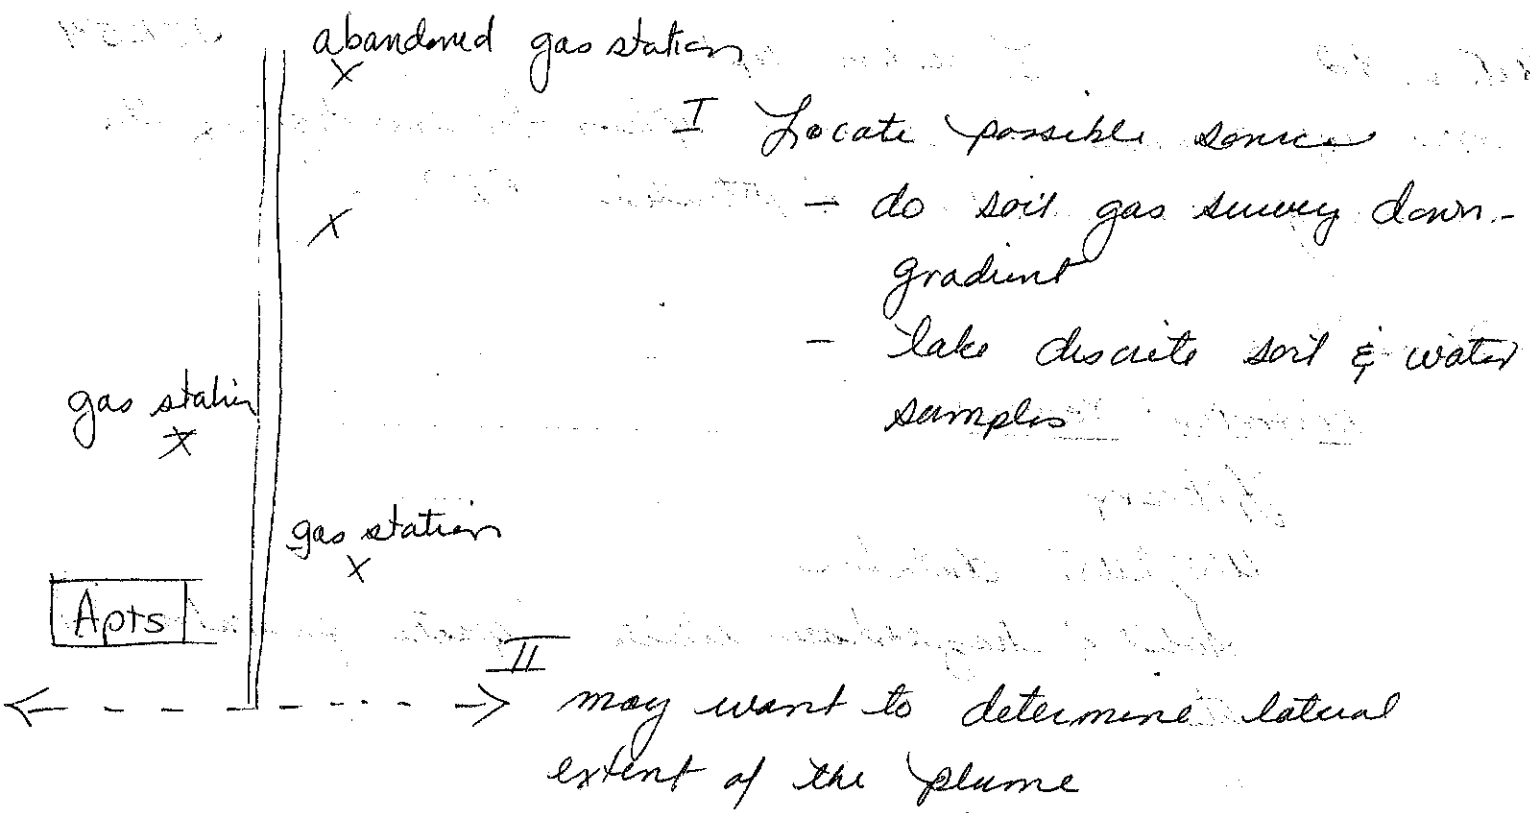 abandoned gas station
X
I Locate possible source
- do soil gas survey down-
gradient
X
- take discrete soil & water
samples
gas station
X
gas station
X
Apts
II
may want to determine lateral
extent of the plume